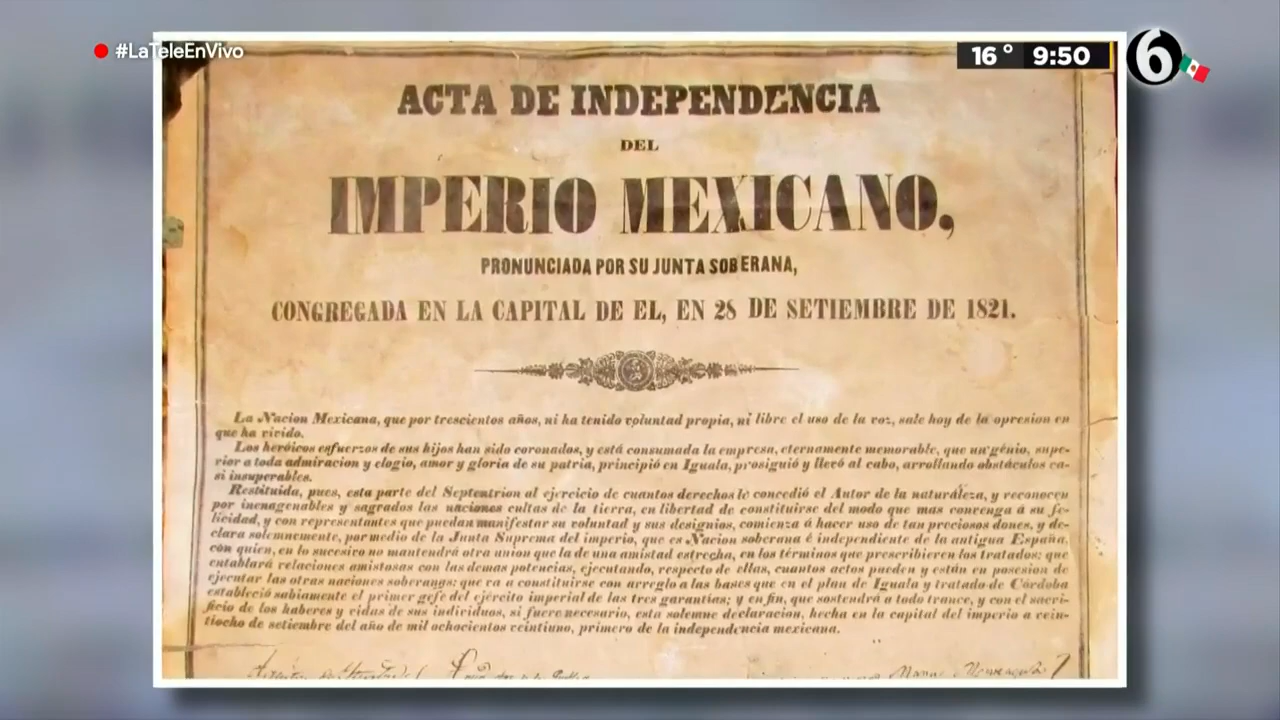 #LaTeleEnVivo
16° 9:50
6
ACTA DE INDEPENDENCIA
DEL
IMPERIO MEXICANO,
PRONUNCIADA POR SU JUNTA SOBERANA,
CONGREGADA EN LA CAPITAL DE EL, EN 28 DE SETIEMBRE DE 1821.
La Nacion Mexicana, que por trescientos años, ni ha tenido voluntad propia, ni libre el uso de la voz, sale hoy de la opresion en
que ha vivido.
Los heróicos esfuerzos de sus hijos han sido coronados, y está consumada la empresa, eternamente memorable, que un génio, supe-
rior a toda admiracion y elogio, amor y gloria de su patria, principió en Iguala, prosiguió y llevó al cabo, arrollando obstáculos ca-
si insuperables.
Restituida, pues, esta parte del Septentrion al ejercicio de cuantos derechos le concedió el Autor de la naturaleza, y reconocen
por inenagenables y sagrados las naciones cultas de la tierra, en libertad de constituirse del modo que mas convenga á su fe-
licidad, y con representantes que puedan manifestar su voluntad y sus designios, comienza á hacer uso de tan preciosos dones, y de-
clara solemnemente, por medio de la Junta Suprema del imperio, que es Nacion soberana é independiente de la antigua España,
con quien, en lo sucesivo no mantendrá otra union que la de una amistad estrecha, en los términos que prescribieren los tratados; que
entablará relaciones amistosas con las demas potencias, ejecutando, respecto de ellas, cuantos actos pueden y están en posesion de
ejecutar las otras naciones soberanas: que va a constituirse con arreglo a las bases que en el plan de Iguala y tratado de Córdoba
estableció sabiamente el primer gefe del ejército imperial de las tres garantías; y en fin, que sostendrá a todo trance, y con el sacri-
ficio de los haberes y vidas de sus individuos, si fuere necesario, esta solemne declaracion, hecha en la capital del imperio a vein-
tiocho de setiembre del año de mil ochocientos veintiuno, primero de la independencia mexicana.